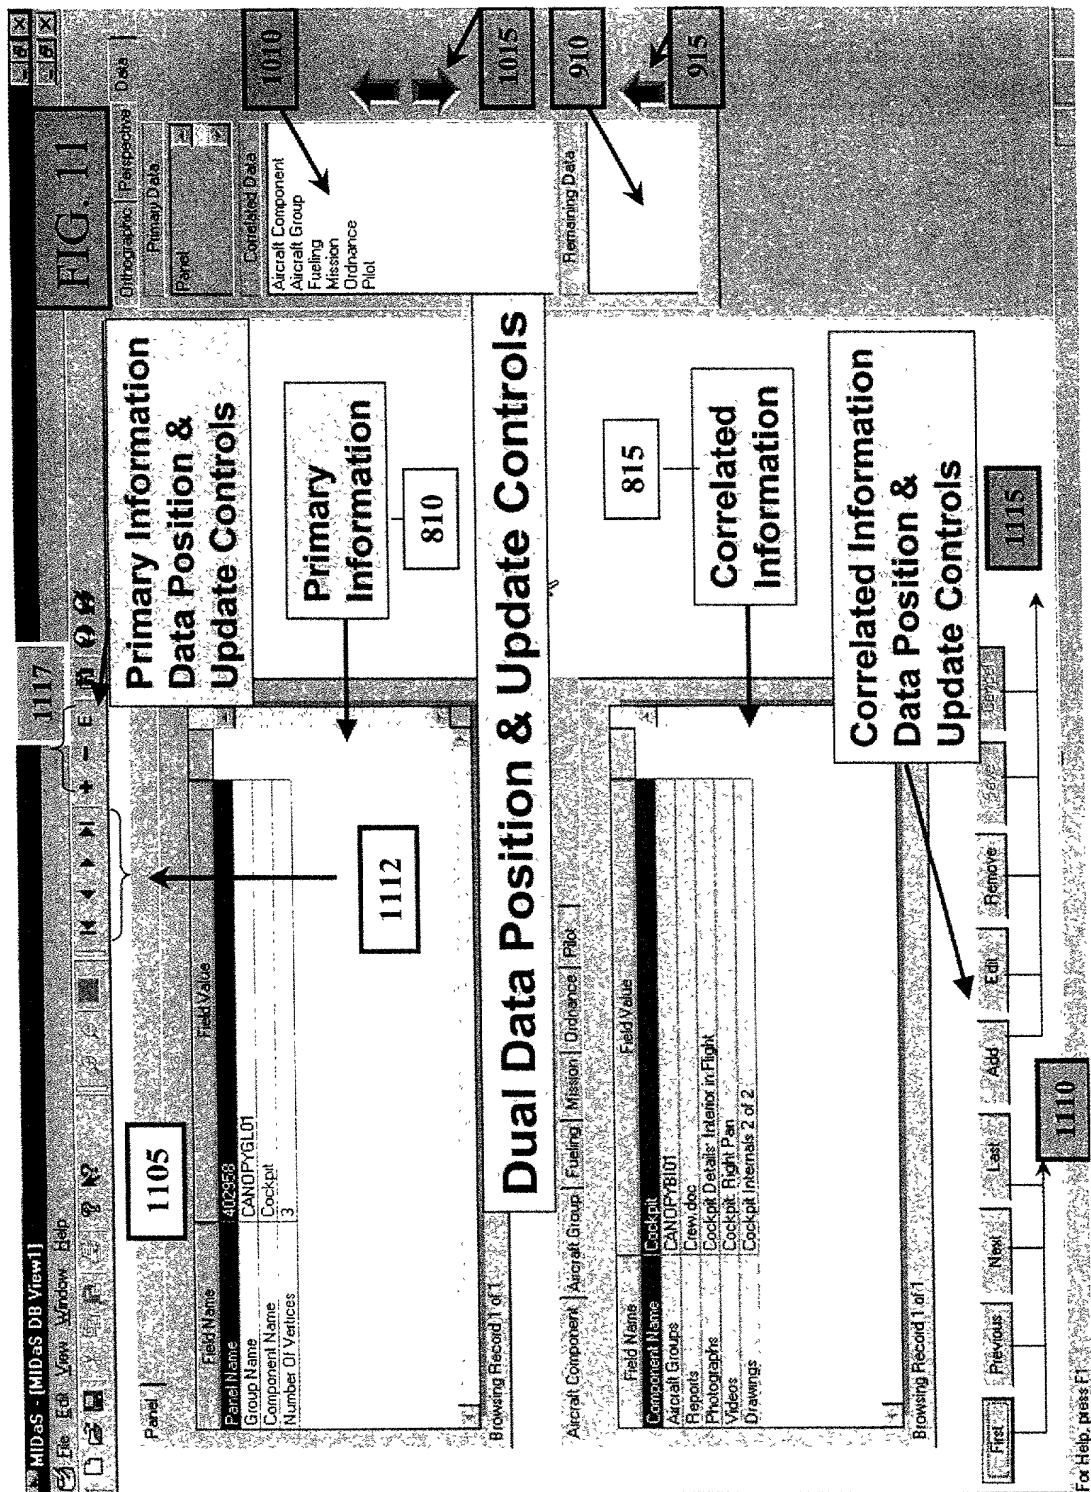 MIDaS - [MIDaS DB View1]
File Edit View Window Help
FIG. 11
1117
E
Primary Information
Data Position &
Update Controls
Orthographic Perspective Data
Primary Data
Panel
Correlated Data
Aircraft Component
Aircraft Group
Fueling
Mission
Ordnance
Pilot
Remaining Data
1010
1015
910
915
1105
Panel
Field Name Field Value
Panel Name 402358
Group Name CANOPYGL01
Component Name Cockpit
Number Of Vertices 3
Browsing Record 1 of 1
1112
Primary
Information
810
Dual Data Position & Update Controls
Aircraft Component Aircraft Group Fueling Mission Ordnance Pilot
Field Name Field Value
Component Name Cockpit
Aircraft Groups CANOPYBI01
Reports Crew.doc
Photographs Cockpit Details: Interior in Flight
Videos Cockpit: Right Pan
Drawings Cockpit Internals 2 of 2
Browsing Record 1 of 1
815
Correlated
Information
Correlated Information
Data Position &
Update Controls
First Previous Next Last Add Edit Remove
1110
1115
For Help, press F1